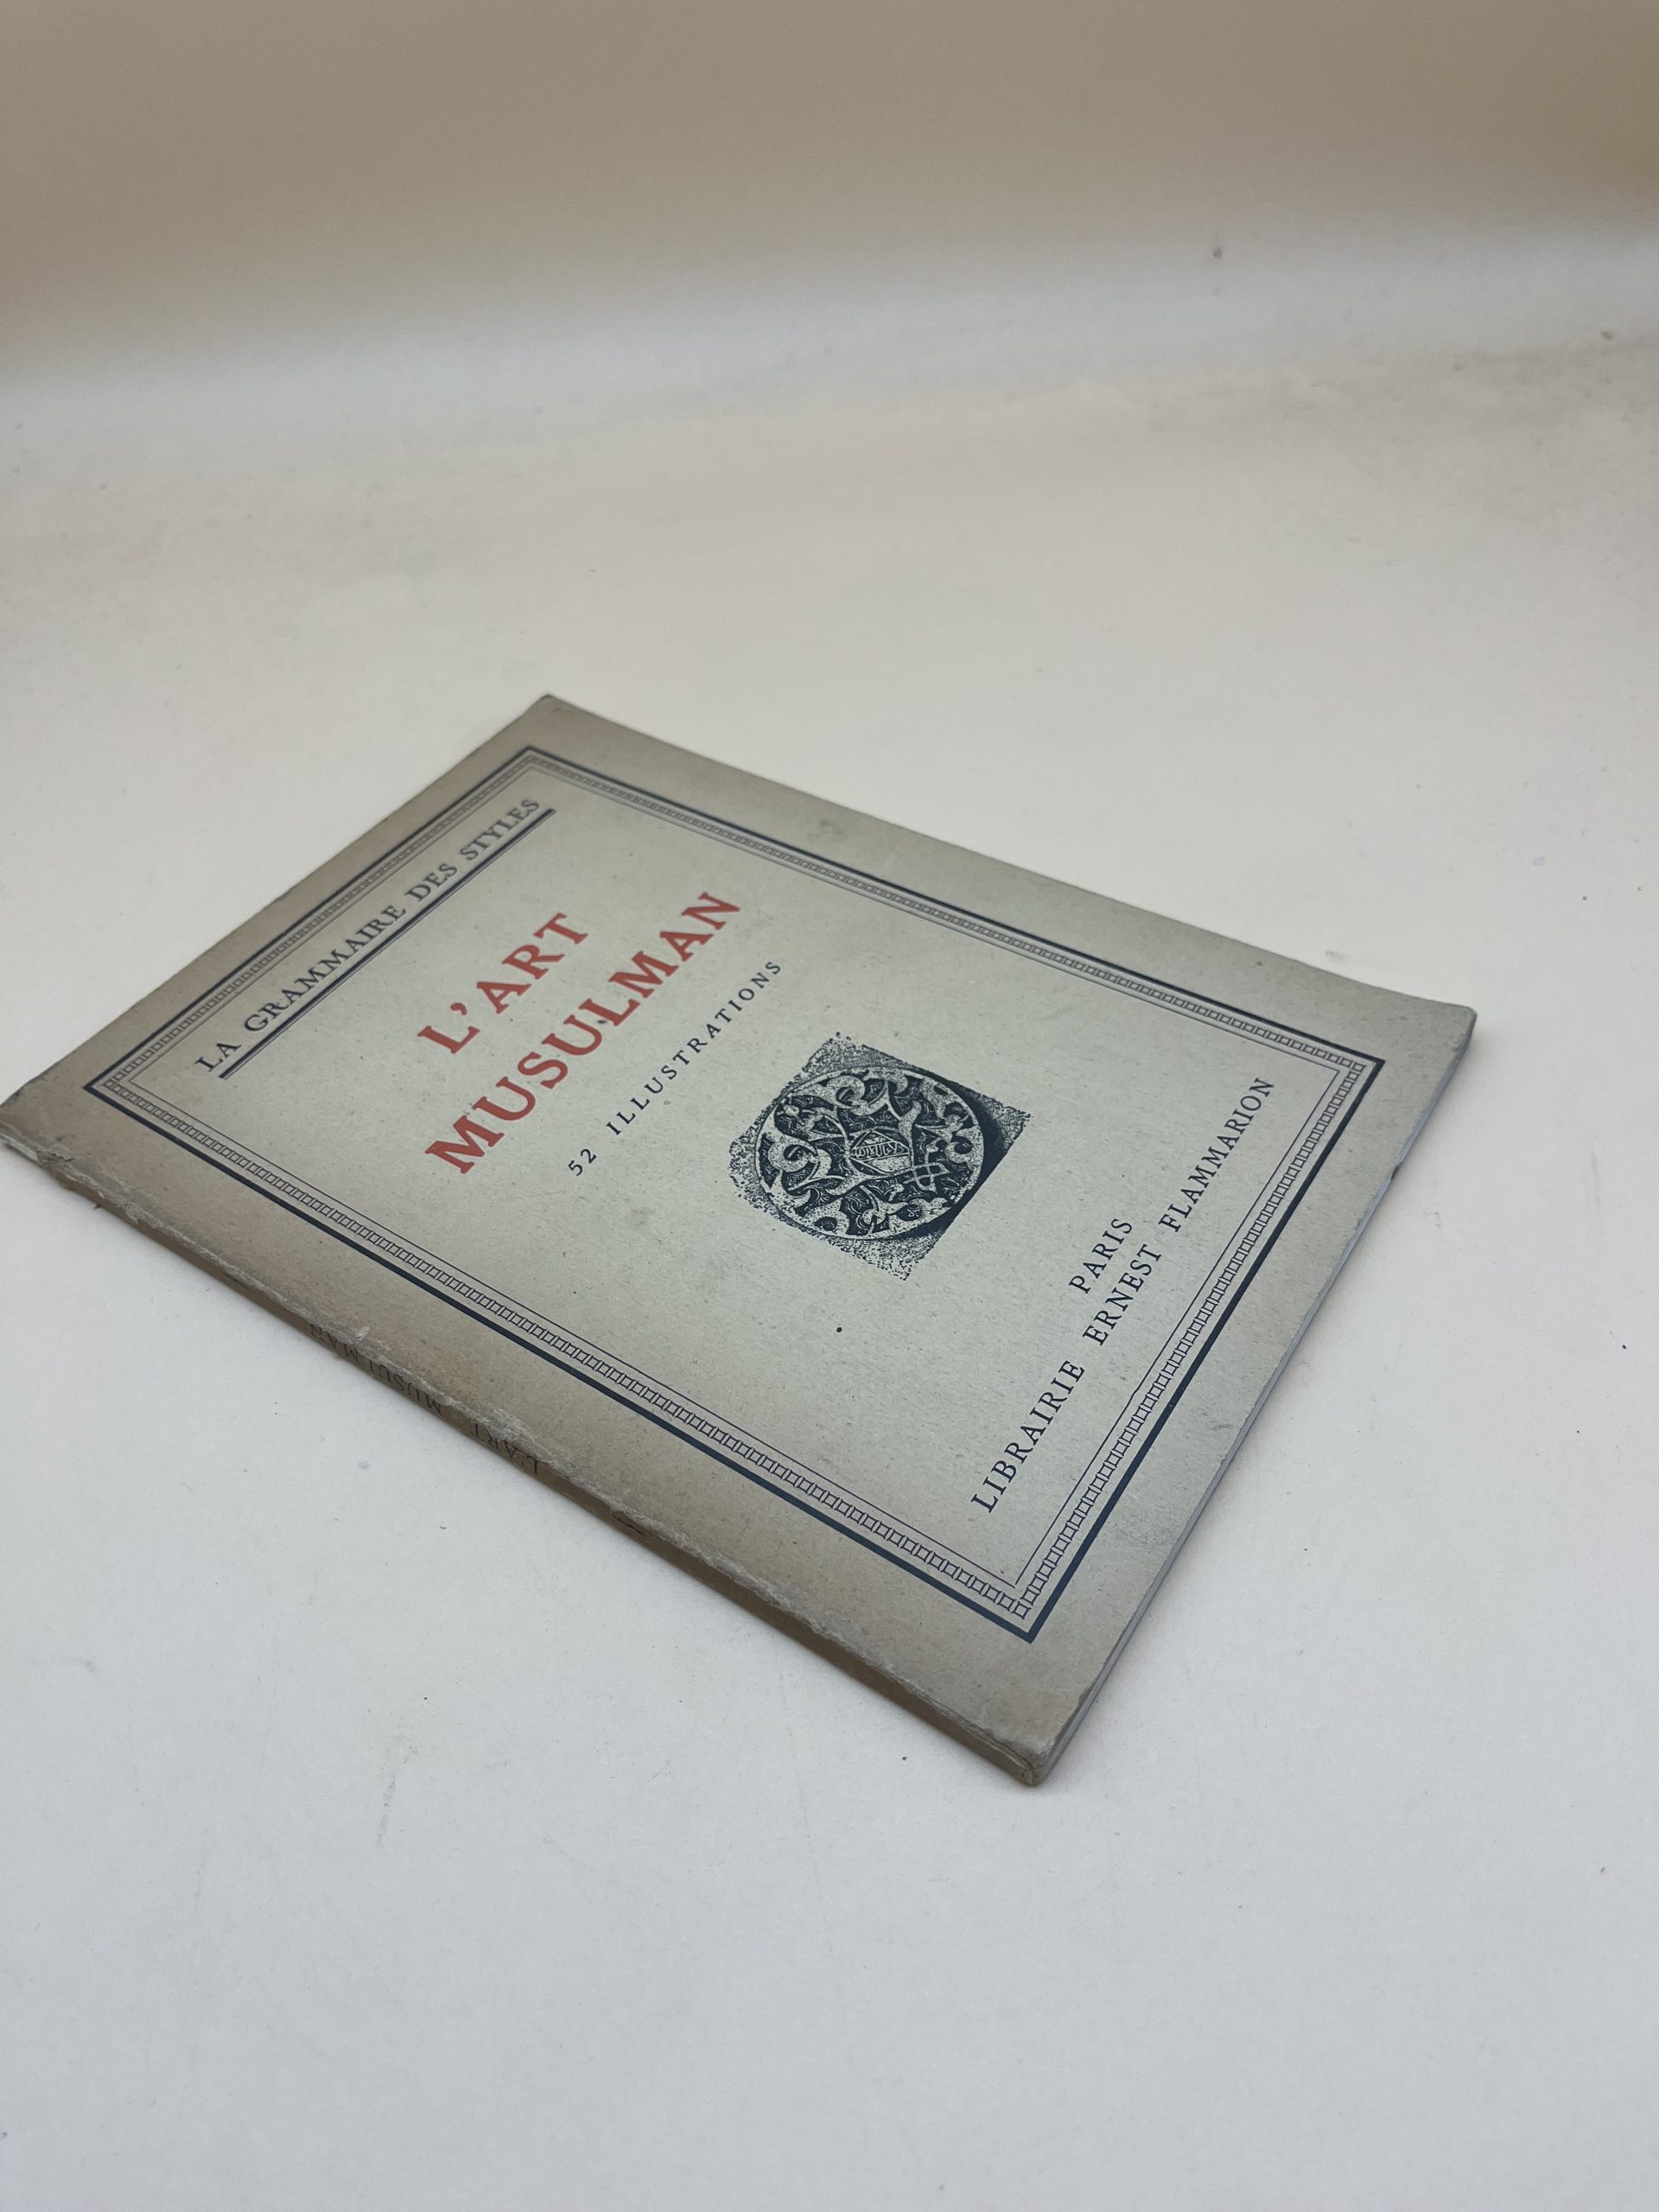 LA GRAMMAIRE DES STYLES
L'ART
MUSULMAN
52 ILLUSTRATIONS
PARIS
LIBRAIRIE ERNEST FLAMMARION
L'ART MUSULMAN